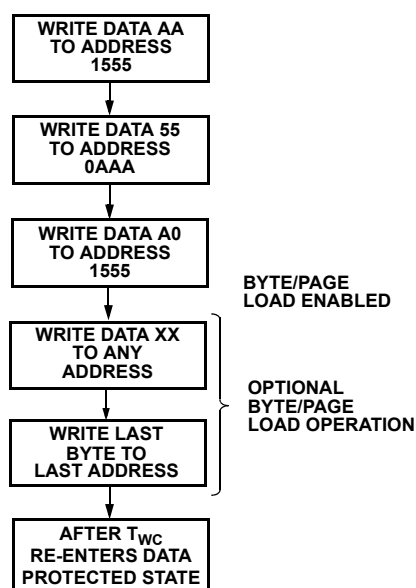 WRITE DATA AA
TO ADDRESS
1555
WRITE DATA 55
TO ADDRESS
0AAA
WRITE DATA A0
TO ADDRESS
1555
BYTE/PAGE
LOAD ENABLED
WRITE DATA XX
TO ANY
ADDRESS
OPTIONAL
BYTE/PAGE
LOAD OPERATION
WRITE LAST
BYTE TO
LAST ADDRESS
AFTER TWC
RE-ENTERS DATA
PROTECTED STATE